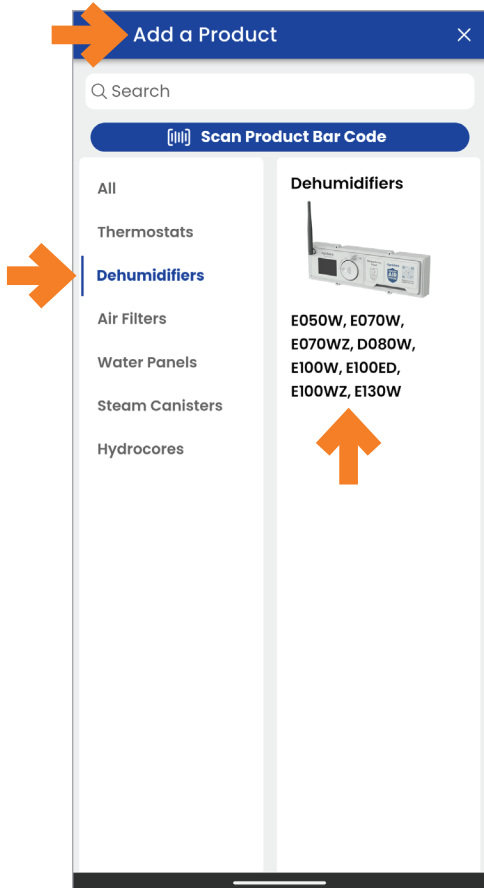 Add a Product
Search
Scan Product Bar Code
All
Thermostats
Dehumidifiers
Air Filters
Water Panels
Steam Canisters
Hydrocores
Dehumidifiers
E050W, E070W,
E070WZ, D080W,
E100W, E100ED,
E100WZ, E130W